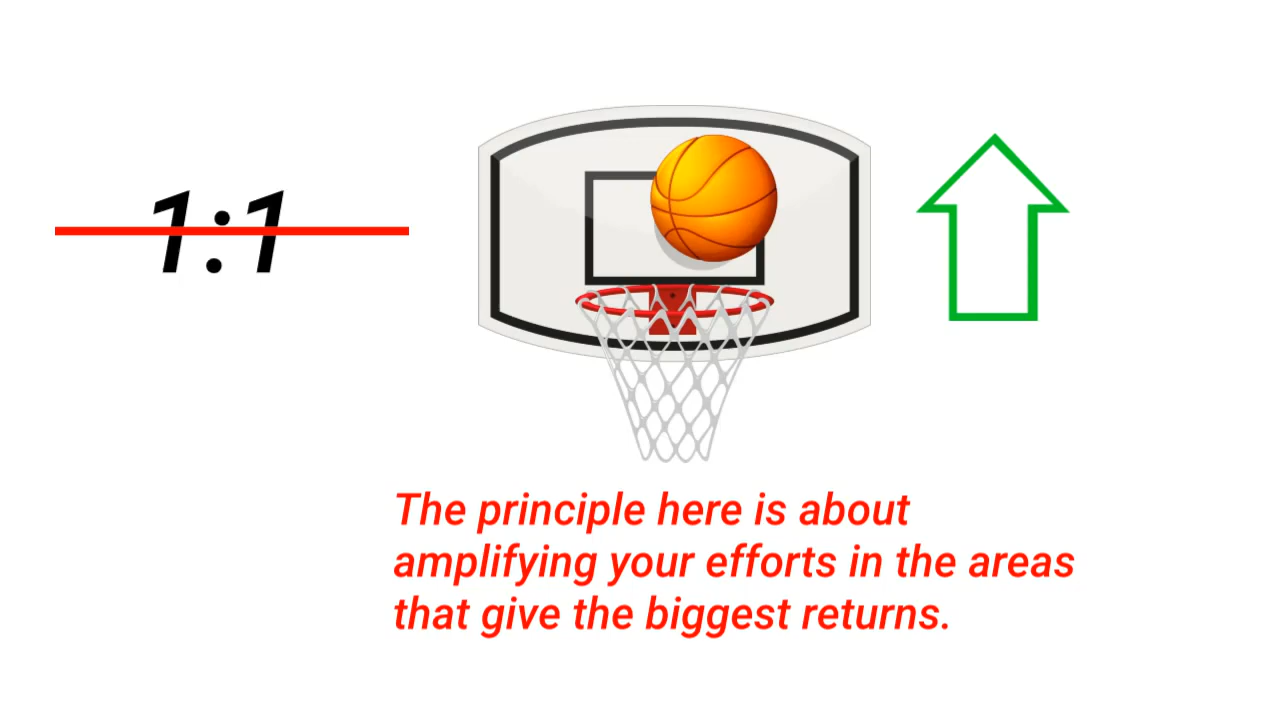 1:1
The principle here is about
amplifying your efforts in the areas
that give the biggest returns.